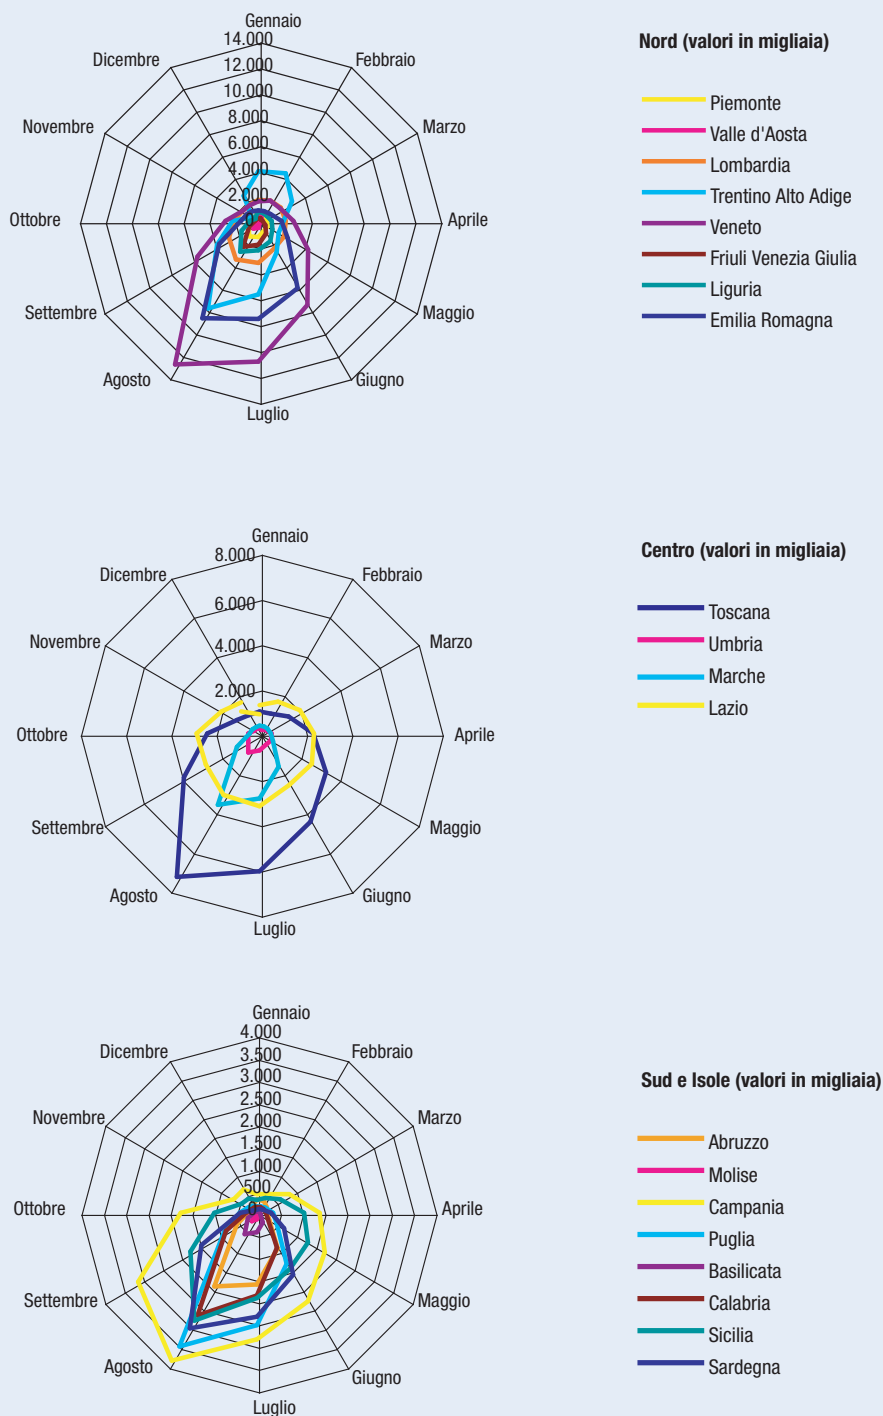 Gennaio
14.000
12.000
10.000
8.000
6.000
4.000
2.000
0
Febbraio
Marzo
Aprile
Maggio
Giugno
Luglio
Agosto
Settembre
Ottobre
Novembre
Dicembre
Nord (valori in migliaia)
Piemonte
Valle d'Aosta
Lombardia
Trentino Alto Adige
Veneto
Friuli Venezia Giulia
Liguria
Emilia Romagna
Gennaio
8.000
6.000
4.000
2.000
Febbraio
Marzo
Aprile
Maggio
Giugno
Luglio
Agosto
Settembre
Ottobre
Novembre
Dicembre
Centro (valori in migliaia)
Toscana
Umbria
Marche
Lazio
Gennaio
4.000
3.500
3.000
2.500
2.000
1.500
1.000
500
0
Febbraio
Marzo
Aprile
Maggio
Giugno
Luglio
Agosto
Settembre
Ottobre
Novembre
Dicembre
Sud e Isole (valori in migliaia)
Abruzzo
Molise
Campania
Puglia
Basilicata
Calabria
Sicilia
Sardegna